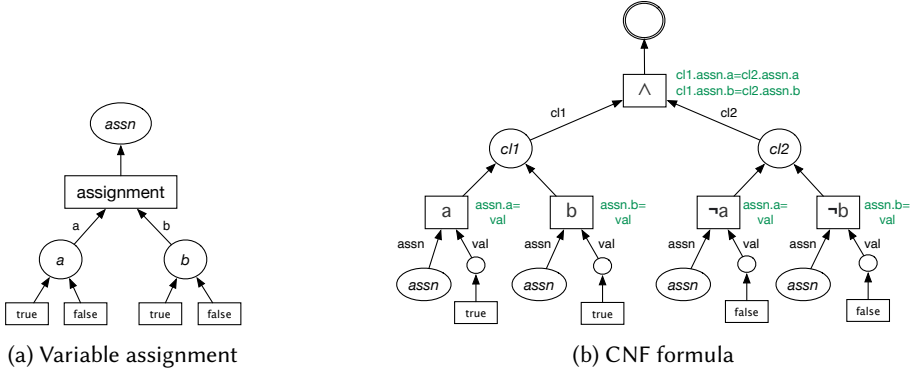 assn
assignment
a
b
a
b
true
false
true
false
(a) Variable assignment
∧
cl1.assn.a=cl2.assn.a
cl1.assn.b=cl2.assn.b
cl1
cl2
cl1
cl2
a
assn.a=
val
b
assn.b=
val
¬a
assn.a=
val
¬b
assn.b=
val
assn
val
assn
val
assn
val
assn
val
assn
assn
assn
assn
true
true
false
false
(b) CNF formula